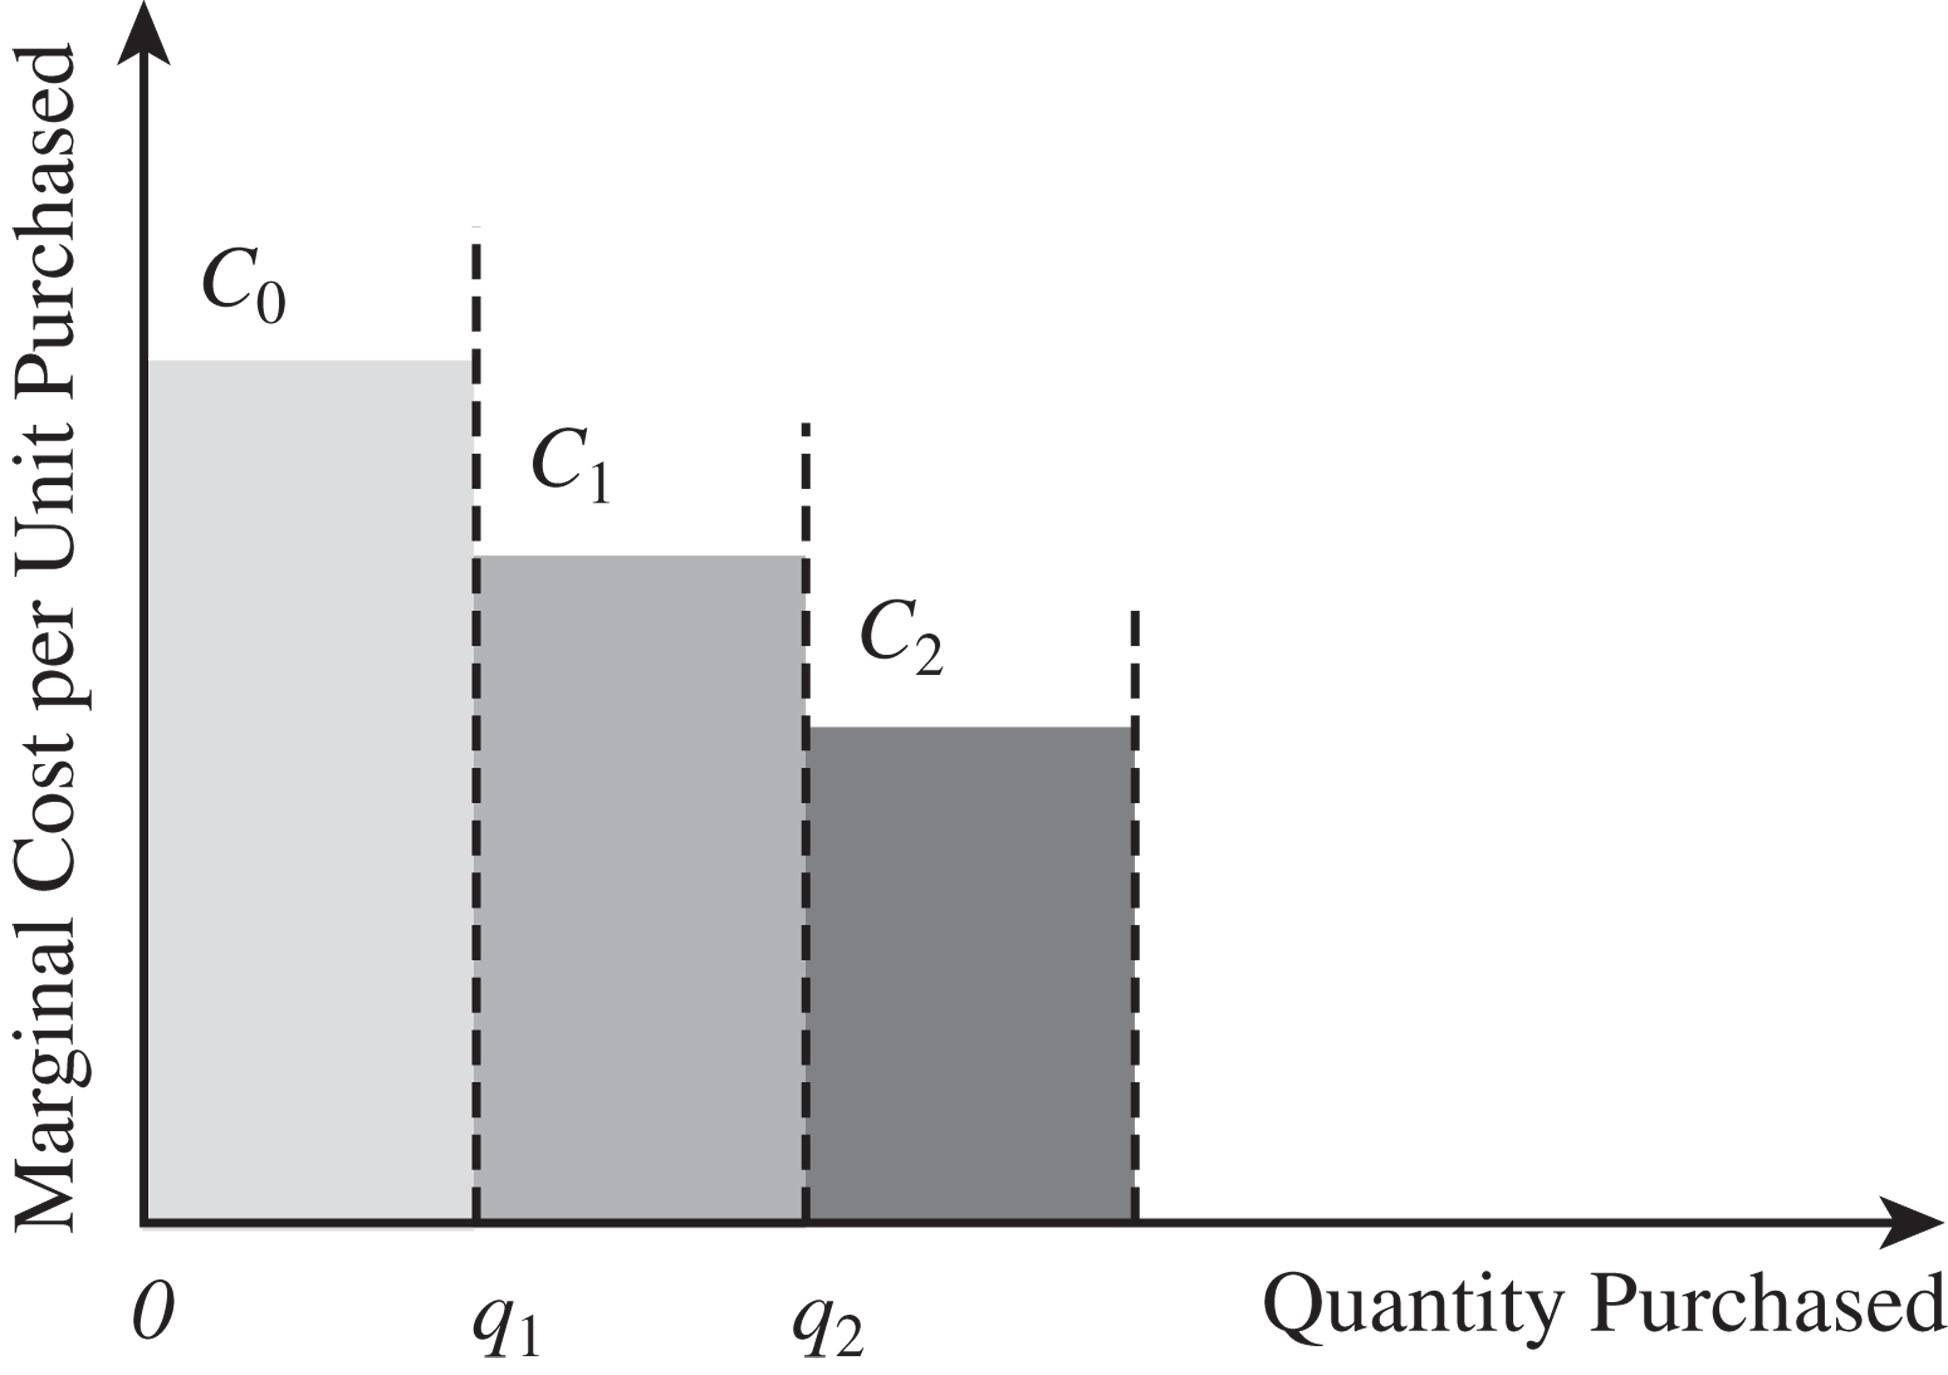 Marginal Cost per Unit Purchased
C0
C1
C2
0
q1
q2
Quantity Purchased